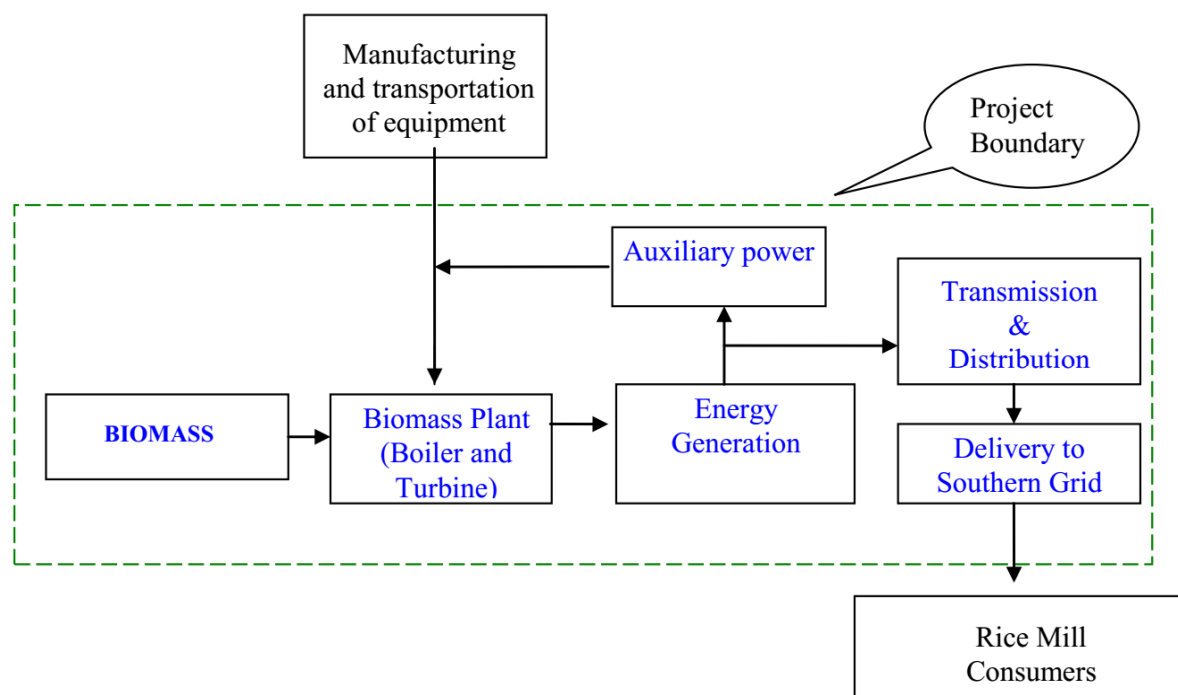 Manufacturing
and transportation
of equipment
Project
Boundary
Auxiliary power
Transmission
&
Distribution
BIOMASS
Biomass Plant
(Boiler and
Turbine)
Energy
Generation
Delivery to
Southern Grid
Rice Mill
Consumers